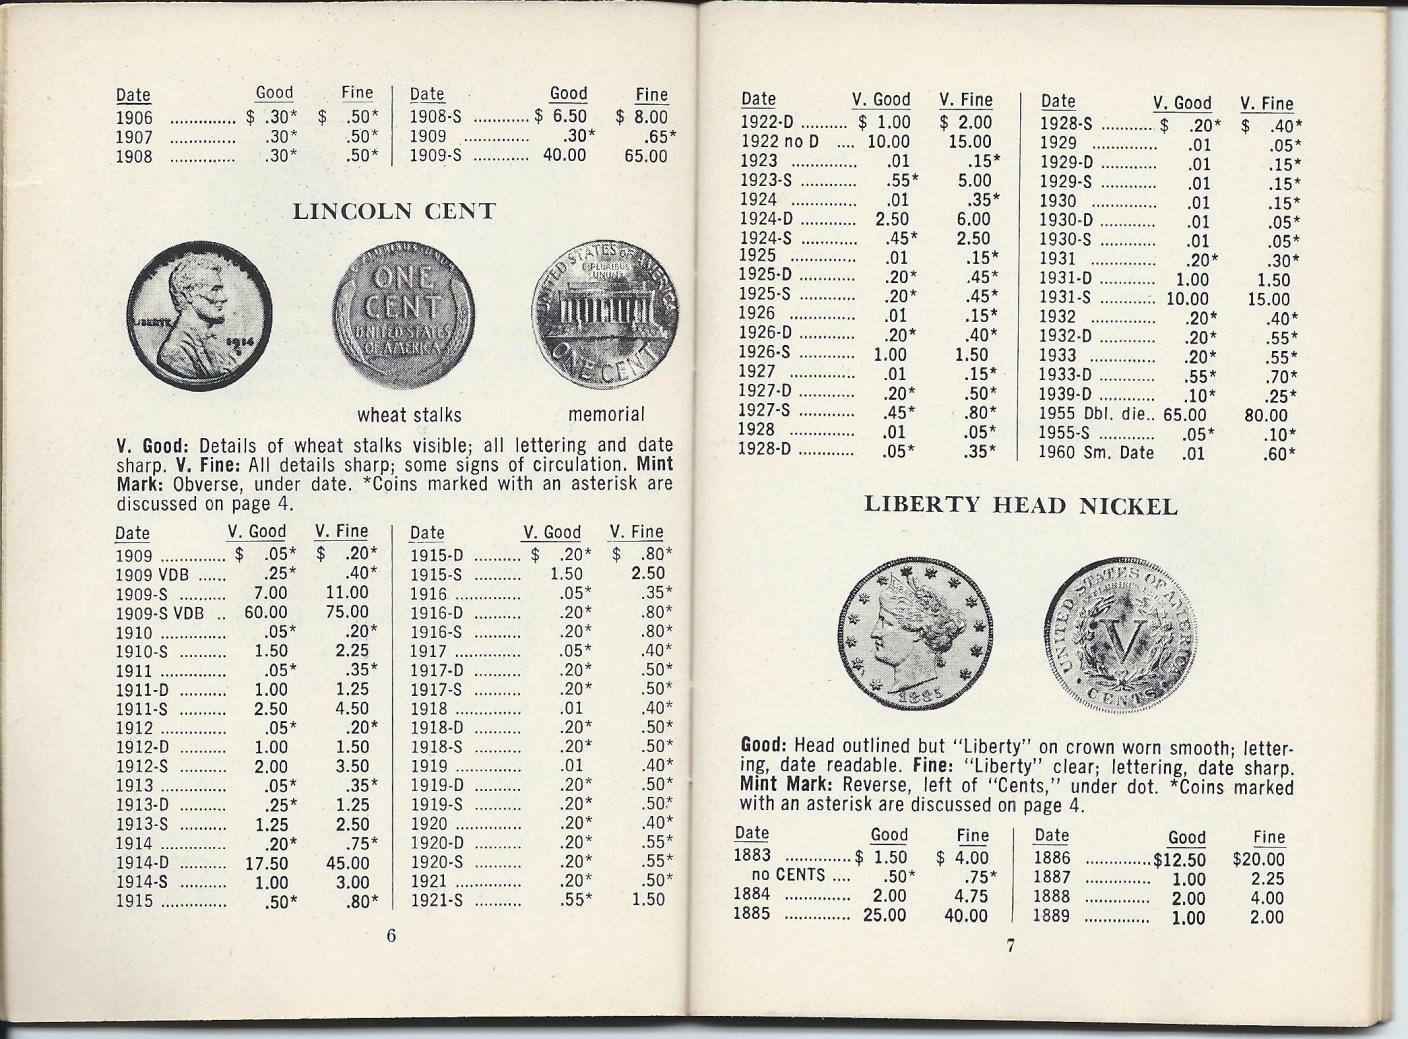 Date Good Fine
1906 .............. $ .30* $ .50*
1907 .............. .30* .50*
1908 .............. .30* .50*
Date Good Fine
1908-S ............ $ 6.50 $ 8.00
1909 .............. .30* .65*
1909-S ............ 40.00 65.00
LINCOLN CENT
LIBERTY
1914
ONE
CENT
UNITED STATES
OF AMERICA
UNITED STATES OF AMERICA
E PLURIBUS
UNUM
ONE CENT
wheat stalks memorial
V. Good: Details of wheat stalks visible; all lettering and date
sharp. V. Fine: All details sharp; some signs of circulation. Mint
Mark: Obverse, under date. *Coins marked with an asterisk are
discussed on page 4.
Date V. Good V. Fine
1909 .............. $ .05* $ .20*
1909 VDB ...... .25* .40*
1909-S .......... 7.00 11.00
1909-S VDB .. 60.00 75.00
1910 .............. .05* .20*
1910-S .......... 1.50 2.25
1911 .............. .05* .35*
1911-D .......... 1.00 1.25
1911-S .......... 2.50 4.50
1912 .............. .05* .20*
1912-D .......... 1.00 1.50
1912-S .......... 2.00 3.50
1913 .............. .05* .35*
1913-D .......... .25* 1.25
1913-S .......... 1.25 2.50
1914 .............. .20* .75*
1914-D .......... 17.50 45.00
1914-S .......... 1.00 3.00
1915 .............. .50* .80*
Date V. Good V. Fine
1915-D .......... $ .20* $ .80*
1915-S .......... 1.50 2.50
1916 .............. .05* .35*
1916-D .......... .20* .80*
1916-S .......... .20* .80*
1917 .............. .05* .40*
1917-D .......... .20* .50*
1917-S .......... .20* .50*
1918 .............. .01 .40*
1918-D .......... .20* .50*
1918-S .......... .20* .50*
1919 .............. .01 .40*
1919-D .......... .20* .50*
1919-S .......... .20* .50*
1920 .............. .20* .40*
1920-D .......... .20* .55*
1920-S .......... .20* .55*
1921 .............. .20* .50*
1921-S .......... .55* 1.50
6
Date V. Good V. Fine
1922-D .......... $ 1.00 $ 2.00
1922 no D .... 10.00 15.00
1923 .............. .01 .15*
1923-S ............ .55* 5.00
1924 .............. .01 .35*
1924-D ............ 2.50 6.00
1924-S ............ .45* 2.50
1925 .............. .01 .15*
1925-D ............ .20* .45*
1925-S ............ .20* .45*
1926 .............. .01 .15*
1926-D ............ .20* .40*
1926-S ............ 1.00 1.50
1927 .............. .01 .15*
1927-D ............ .20* .50*
1927-S ............ .45* .80*
1928 .............. .01 .05*
1928-D ............ .05* .35*
Date V. Good V. Fine
1928-S ............ $ .20* $ .40*
1929 .............. .01 .05*
1929-D ............ .01 .15*
1929-S ............ .01 .15*
1930 .............. .01 .15*
1930-D ............ .01 .05*
1930-S ............ .01 .05*
1931 .............. .20* .30*
1931-D ............ 1.00 1.50
1931-S ............ 10.00 15.00
1932 .............. .20* .40*
1932-D ............ .20* .55*
1933 .............. .20* .55*
1933-D ............ .55* .70*
1939-D ............ .10* .25*
1955 Dbl. die.. 65.00 80.00
1955-S ............ .05* .10*
1960 Sm. Date .01 .60*
LIBERTY HEAD NICKEL
1885
UNITED STATES OF AMERICA
V
CENTS
Good: Head outlined but "Liberty" on crown worn smooth; letter-
ing, date readable. Fine: "Liberty" clear; lettering, date sharp.
Mint Mark: Reverse, left of "Cents," under dot. *Coins marked
with an asterisk are discussed on page 4.
Date Good Fine
1883 .............. $ 1.50 $ 4.00
no CENTS .... .50* .75*
1884 .............. 2.00 4.75
1885 .............. 25.00 40.00
Date Good Fine
1886 .............. $12.50 $20.00
1887 .............. 1.00 2.25
1888 .............. 2.00 4.00
1889 .............. 1.00 2.00
7